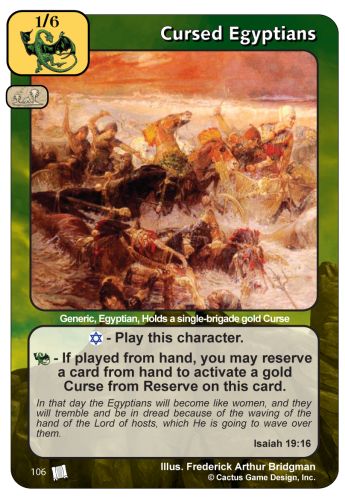 1/6
Cursed Egyptians
Generic, Egyptian, Holds a single-brigade gold Curse
- Play this character.
- If played from hand, you may reserve
a card from hand to activate a gold
Curse from Reserve on this card.
In that day the Egyptians will become like women, and they
will tremble and be in dread because of the waving of the
hand of the Lord of hosts, which He is going to wave
over them.
Isaiah 19:16
106
Illus. Frederick Arthur Bridgman
© Cactus Game Design, Inc.